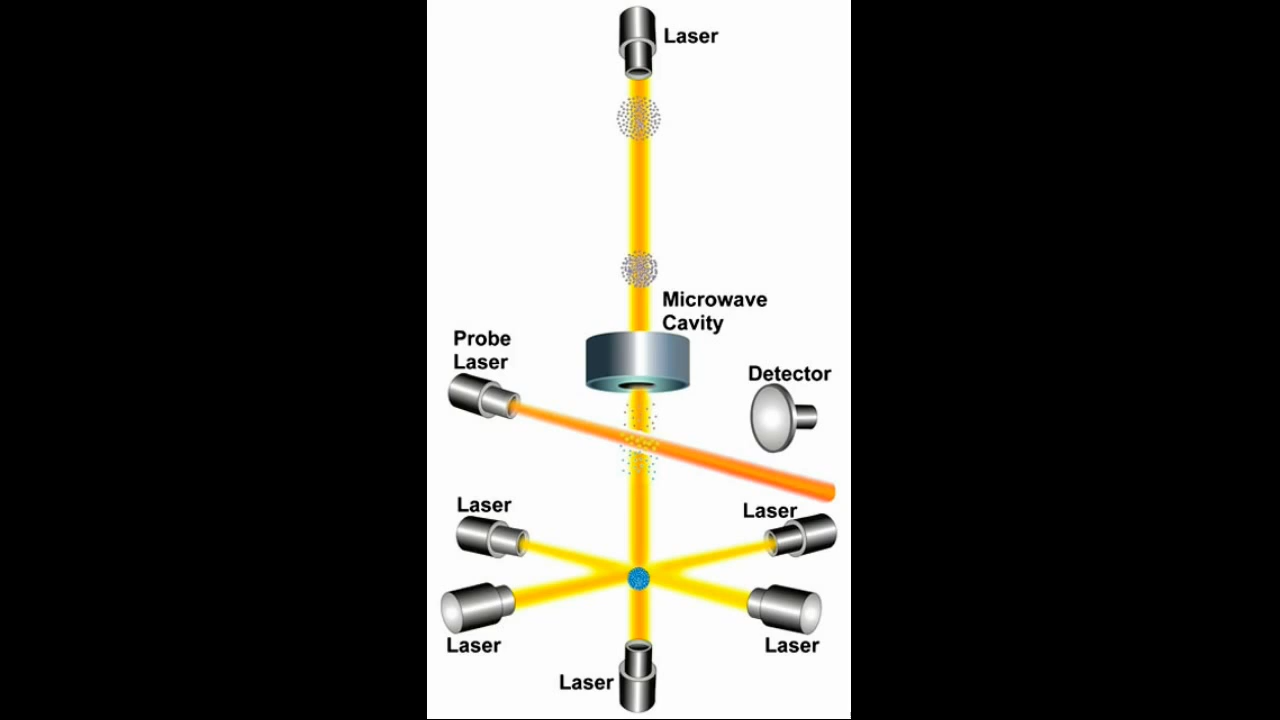 Laser
Microwave
Cavity
Probe
Laser
Detector
Laser
Laser
Laser
Laser
Laser